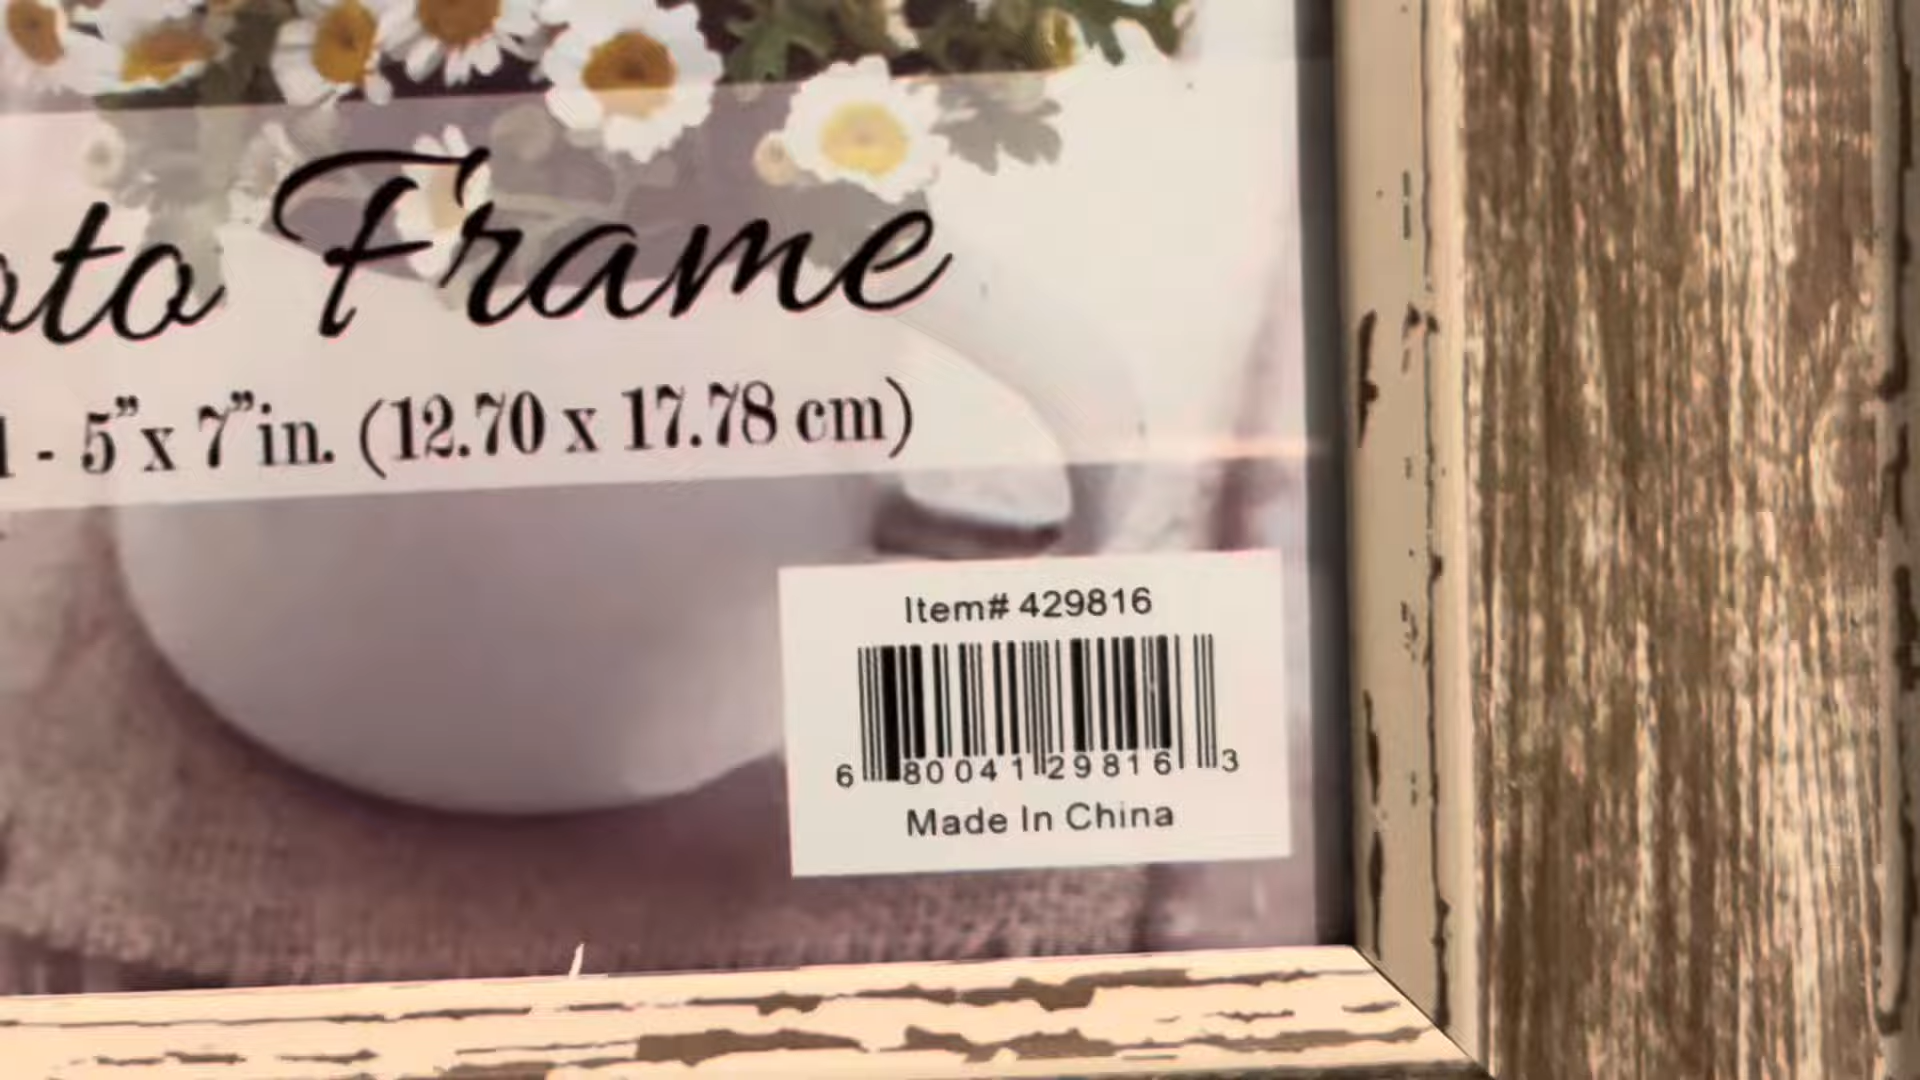 oto Frame
1 - 5”x 7”in. (12.70 x 17.78 cm)
Item# 429816
6 80041 29816 3
Made In China